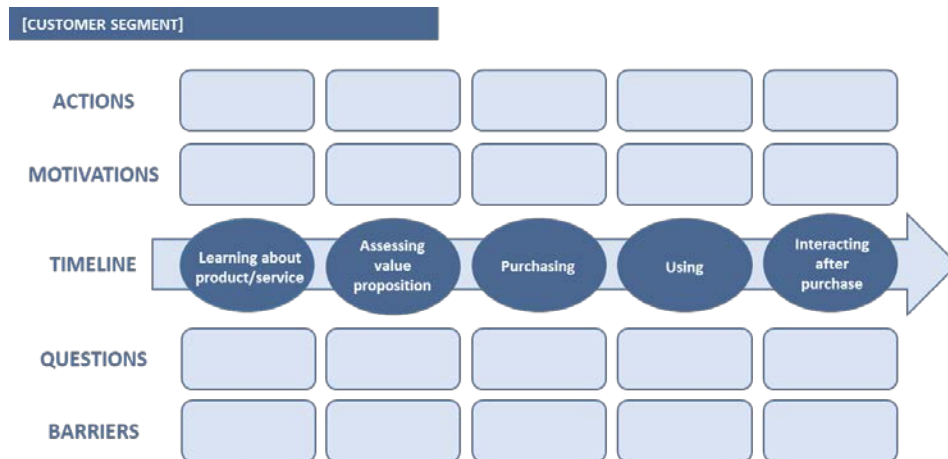 [CUSTOMER SEGMENT]
ACTIONS
MOTIVATIONS
TIMELINE
Learning about
product/service
Assessing
value
proposition
Purchasing
Using
Interacting
after
purchase
QUESTIONS
BARRIERS